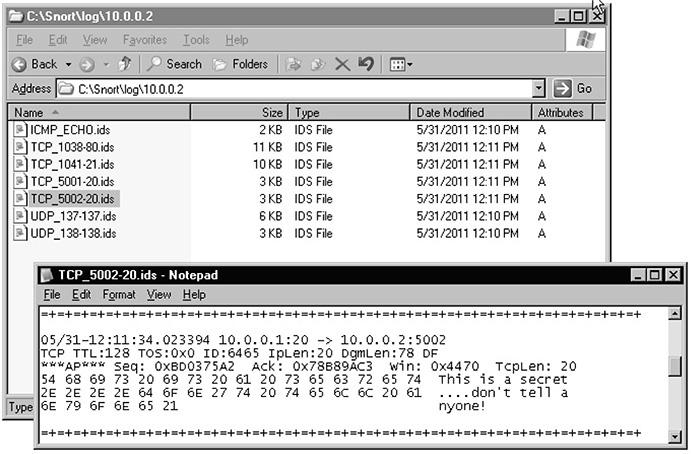 C:\Snort\log\10.0.0.2
File Edit View Favorites Tools Help
Back Search Folders
Address C:\Snort\log\10.0.0.2 Go
Name Size Type Date Modified Attributes
ICMP_ECHO.ids 2 KB IDS File 5/31/2011 12:10 PM A
TCP_1038-80.ids 11 KB IDS File 5/31/2011 12:11 PM A
TCP_1041-21.ids 10 KB IDS File 5/31/2011 12:11 PM A
TCP_5001-20.ids 3 KB IDS File 5/31/2011 12:11 PM A
TCP_5002-20.ids 3 KB IDS File 5/31/2011 12:11 PM A
UDP_137-137.ids 6 KB IDS File 5/31/2011 12:10 PM A
UDP_138-138.ids 3 KB IDS File 5/31/2011 12:10 PM A
Type
TCP_5002-20.ids - Notepad
File Edit Format View Help
=+=+=+=+=+=+=+=+=+=+=+=+=+=+=+=+=+=+=+=+=+=+=+=+=+=+=+=+=+=+=+=+=+=+=+=+=+
05/31-12:11:34.023394 10.0.0.1:20 -> 10.0.0.2:5002
TCP TTL:128 TOS:0x0 ID:6465 IpLen:20 DgmLen:78 DF
***AP*** Seq: 0xBD0375A2 Ack: 0x78B89AC3 Win: 0x4470 TcpLen: 20
54 68 69 73 20 69 73 20 61 20 73 65 63 72 65 74 This is a secret
2E 2E 2E 2E 64 6F 6E 27 74 20 74 65 6C 6C 20 61 ....don't tell a
6E 79 6F 6E 65 21 nyone!
=+=+=+=+=+=+=+=+=+=+=+=+=+=+=+=+=+=+=+=+=+=+=+=+=+=+=+=+=+=+=+=+=+=+=+=+=+